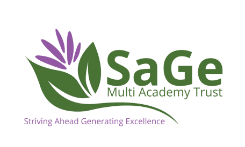 SaGe
Multi Academy Trust
Striving Ahead Generating Excellence